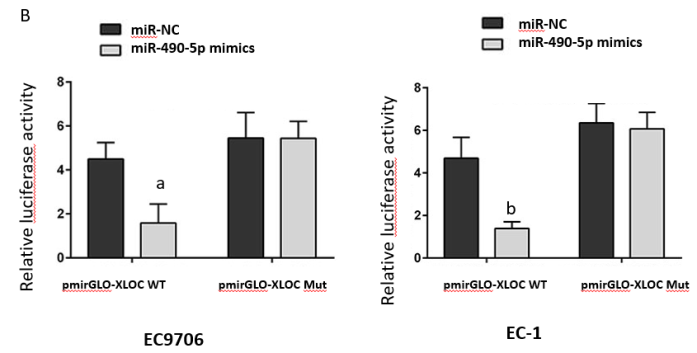 B
miR-NC
miR-490-5p mimics
Relative luciferase activity
8
6
4
2
0
a
pmirGLO-XLOC WT
pmirGLO-XLOC Mut
EC9706
miR-NC
miR-490-5p mimics
Relative luciferase activity
8
6
4
2
0
b
pmirGLO-XLOC WT
pmirGLO-XLOC Mut
EC-1